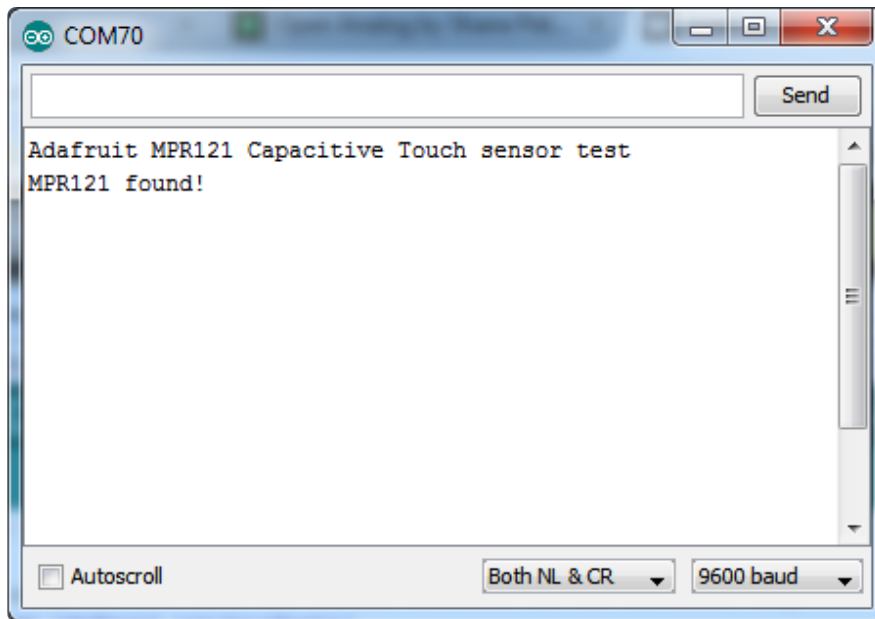 COM70
Send
Adafruit MPR121 Capacitive Touch sensor test
MPR121 found!
Autoscroll
Both NL & CR
9600 baud